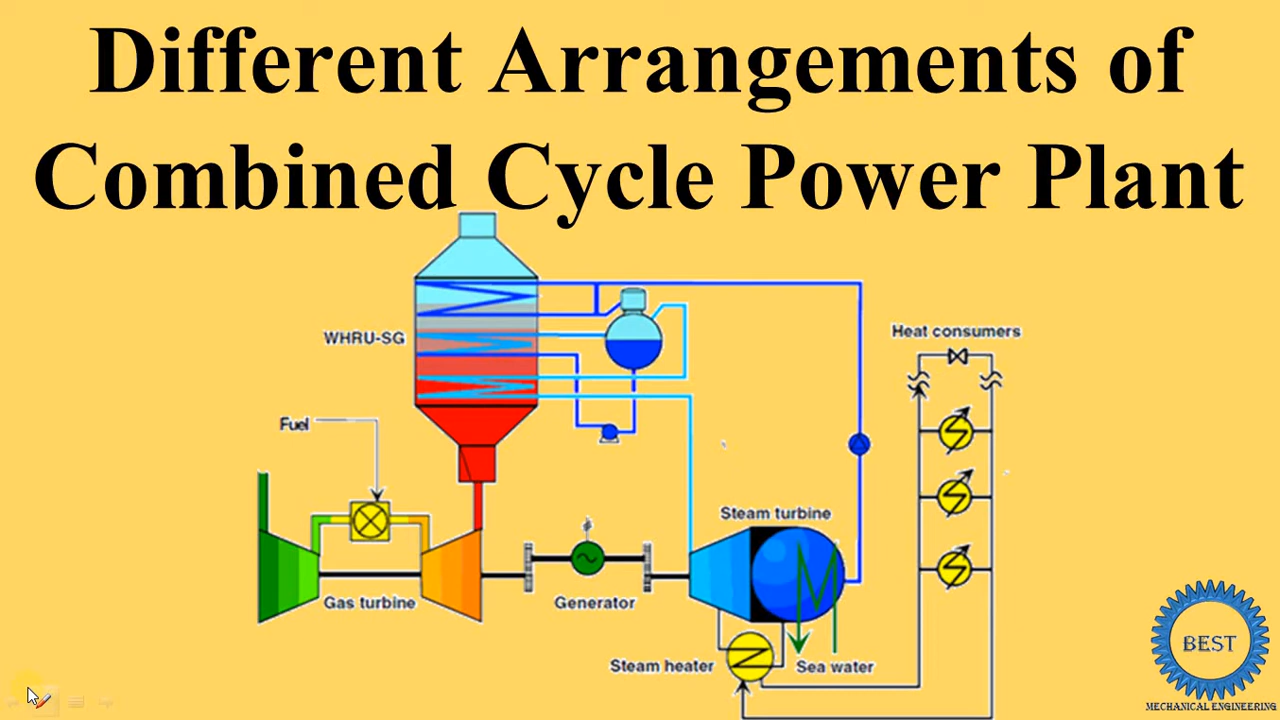 Different Arrangements of
Combined Cycle Power Plant
WHRU-SG
Heat consumers
Fuel
Steam turbine
Gas turbine
Generator
Steam heater
Sea water
BEST
MECHANICAL ENGINEERING